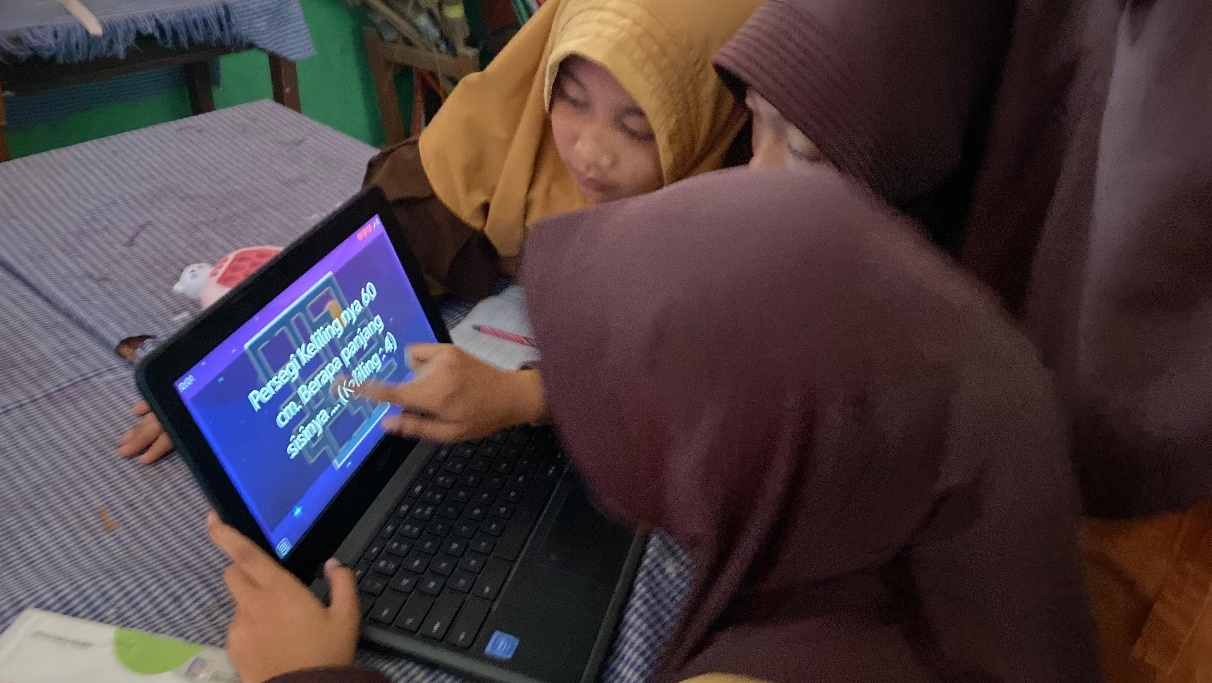 Persegi Keliling nya 60
cm. Berapa panjang
sisinya ... (Keliling : 4)